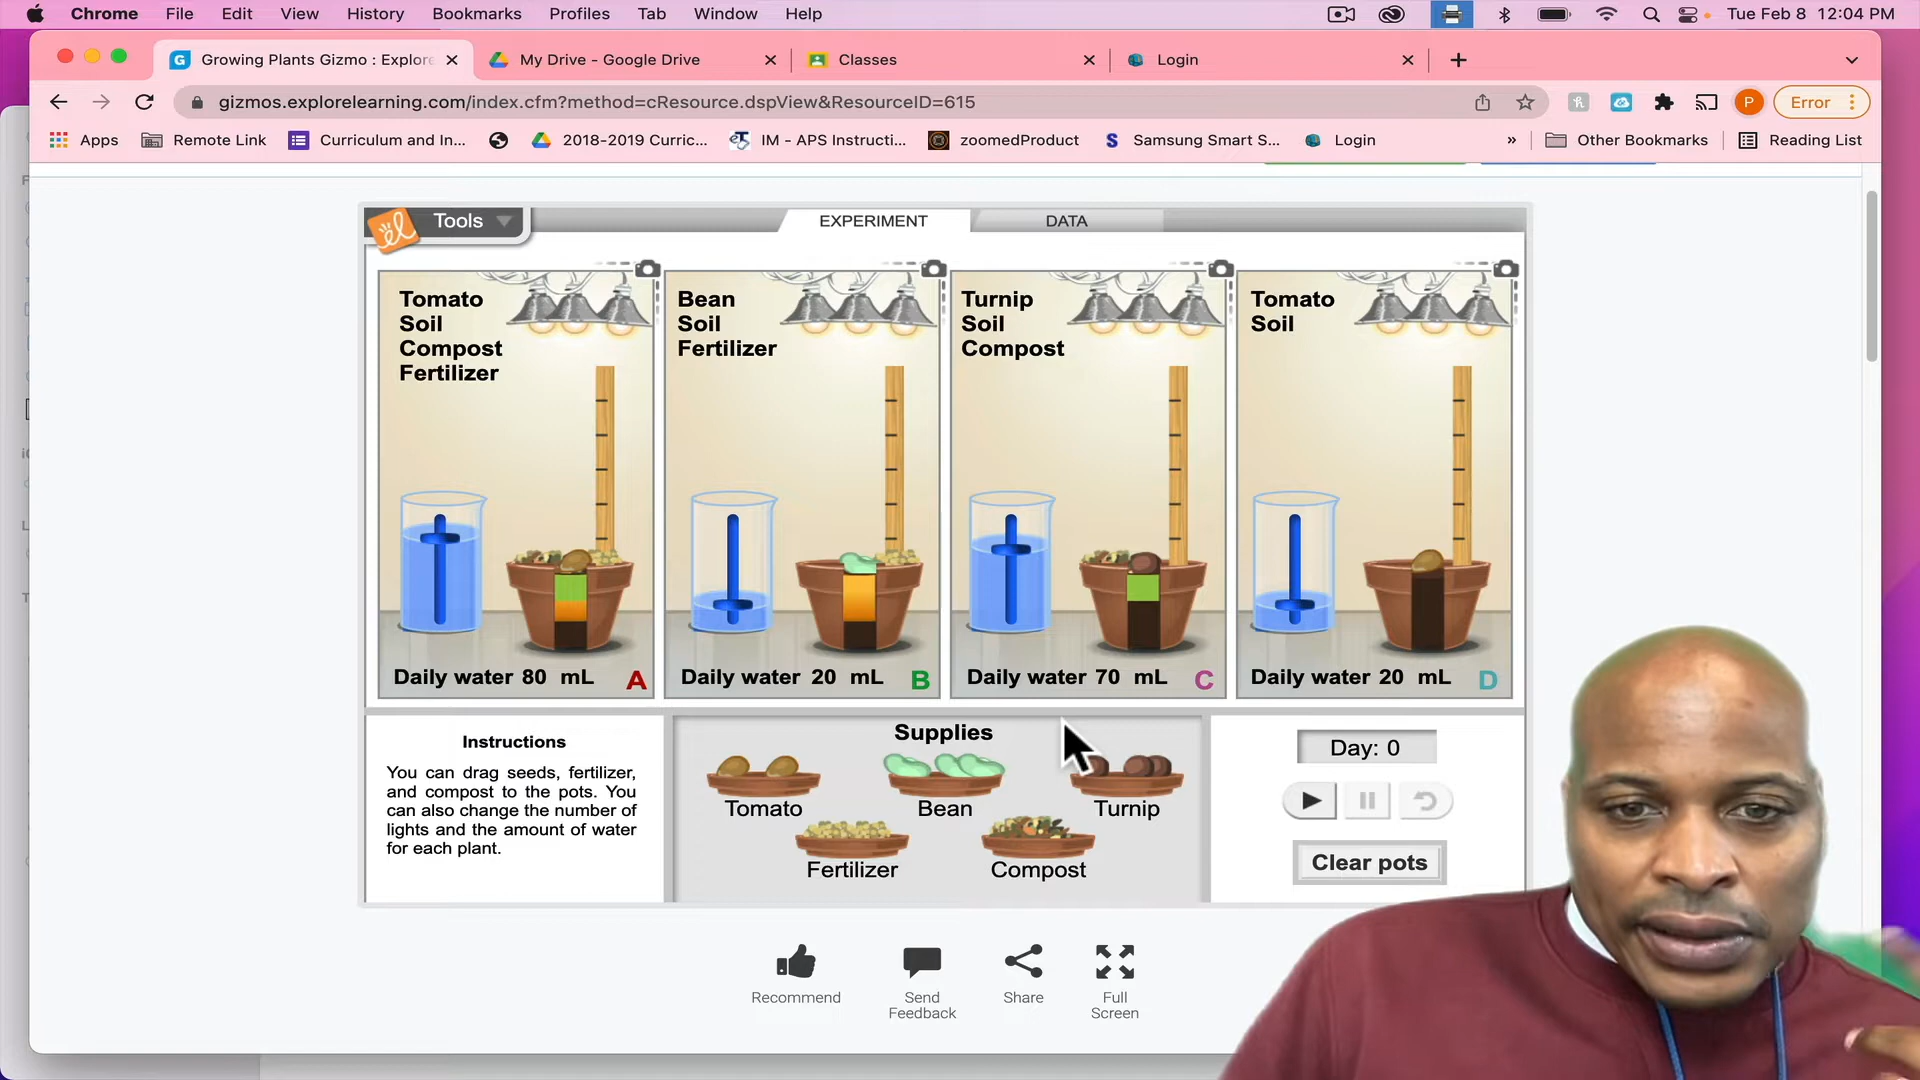 Chrome File Edit View History Bookmarks Profiles Tab Window Help Tue Feb 8 12:04 PM
Growing Plants Gizmo : Explore
My Drive - Google Drive
Classes
Login
gizmos.explorelearning.com/index.cfm?method=cResource.dspView&ResourceID=615
P
Error
Apps
Remote Link
Curriculum and In...
2018-2019 Curric...
IM - APS Instructi...
zoomedProduct
S
Samsung Smart S...
Login
»
Other Bookmarks
Reading List
el
Tools
EXPERIMENT
DATA
Tomato
Soil
Compost
Fertilizer
Daily water 80 mL
A
Bean
Soil
Fertilizer
Daily water 20 mL
B
Turnip
Soil
Compost
Daily water 70 mL
C
Tomato
Soil
Daily water 20 mL
D
Instructions
You can drag seeds, fertilizer,
and compost to the pots. You
can also change the number of
lights and the amount of water
for each plant.
Supplies
Tomato
Bean
Turnip
Fertilizer
Compost
Day: 0
Clear pots
Recommend
Send
Feedback
Share
Full
Screen